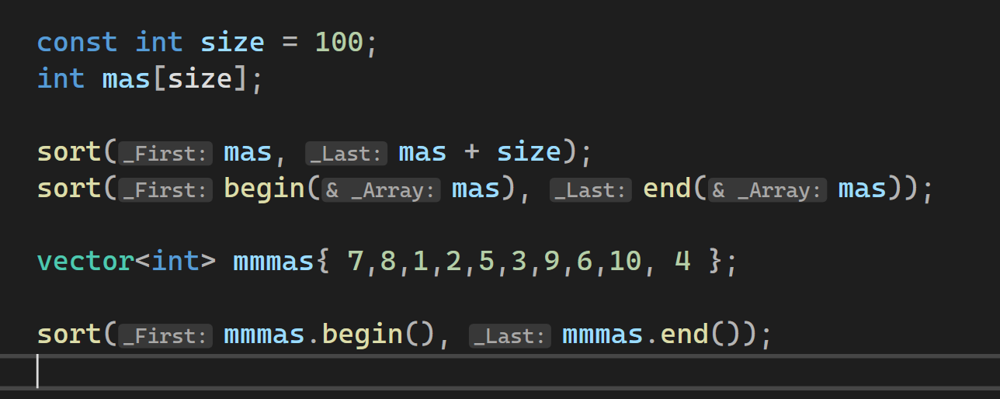 const int size = 100;
int mas[size];
sort(_First: mas, _Last: mas + size);
sort(_First: begin(& _Array: mas), _Last: end(& _Array: mas));
vector<int> mmmas{ 7,8,1,2,5,3,9,6,10, 4 };
sort(_First: mmmas.begin(), _Last: mmmas.end());